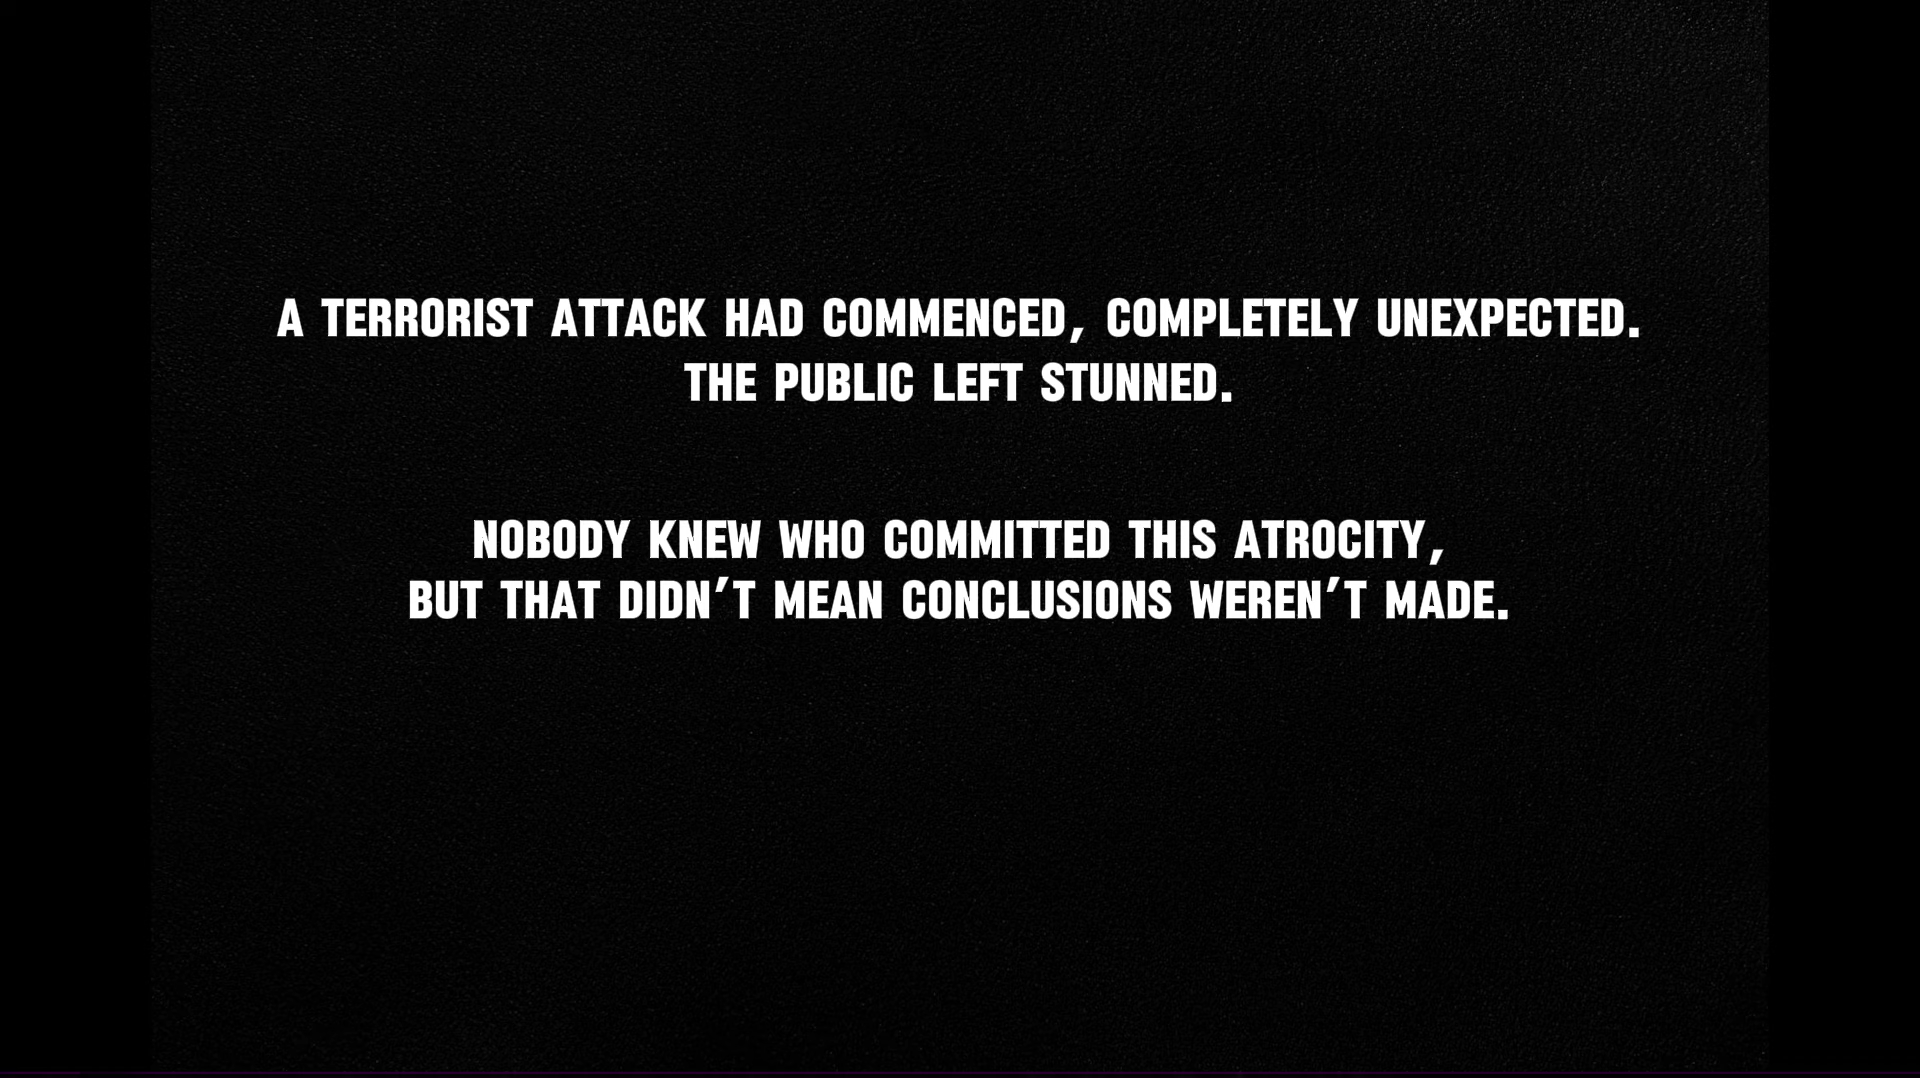 A TERRORIST ATTACK HAD COMMENCED, COMPLETELY UNEXPECTED.
THE PUBLIC LEFT STUNNED.
NOBODY KNEW WHO COMMITTED THIS ATROCITY,
BUT THAT DIDN'T MEAN CONCLUSIONS WEREN'T MADE.